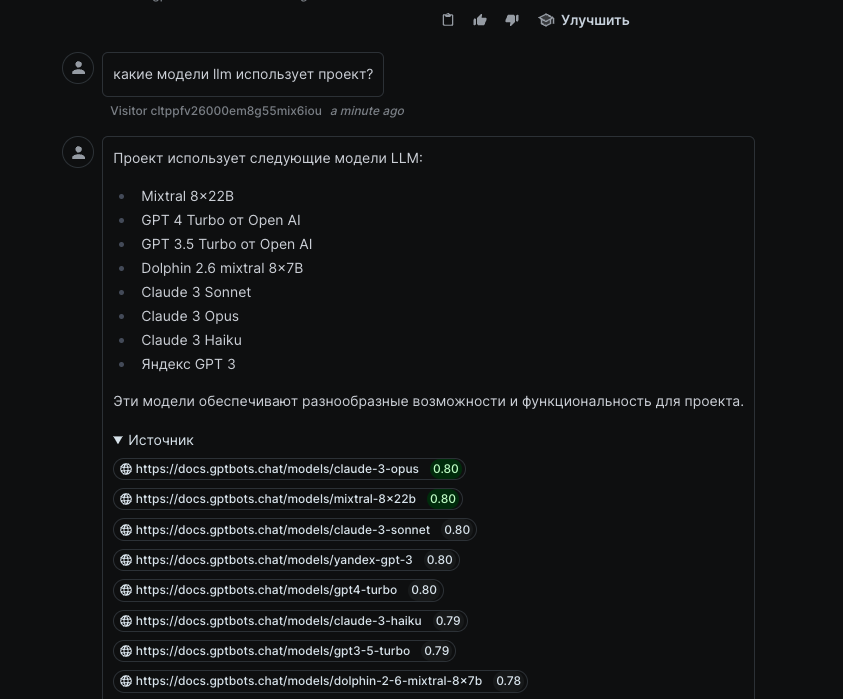 Улучшить
какие модели llm использует проект?
Visitor cltppfv26000em8g55mix6iou a minute ago
Проект использует следующие модели LLM:
Mixtral 8×22B
GPT 4 Turbo от Open AI
GPT 3.5 Turbo от Open AI
Dolphin 2.6 mixtral 8×7B
Claude 3 Sonnet
Claude 3 Opus
Claude 3 Haiku
Яндекс GPT 3
Эти модели обеспечивают разнообразные возможности и функциональность для проекта.
▼ Источник
https://docs.gptbots.chat/models/claude-3-opus 0.80
https://docs.gptbots.chat/models/mixtral-8×22b 0.80
https://docs.gptbots.chat/models/claude-3-sonnet 0.80
https://docs.gptbots.chat/models/yandex-gpt-3 0.80
https://docs.gptbots.chat/models/gpt4-turbo 0.80
https://docs.gptbots.chat/models/claude-3-haiku 0.79
https://docs.gptbots.chat/models/gpt3-5-turbo 0.79
https://docs.gptbots.chat/models/dolphin-2-6-mixtral-8×7b 0.78